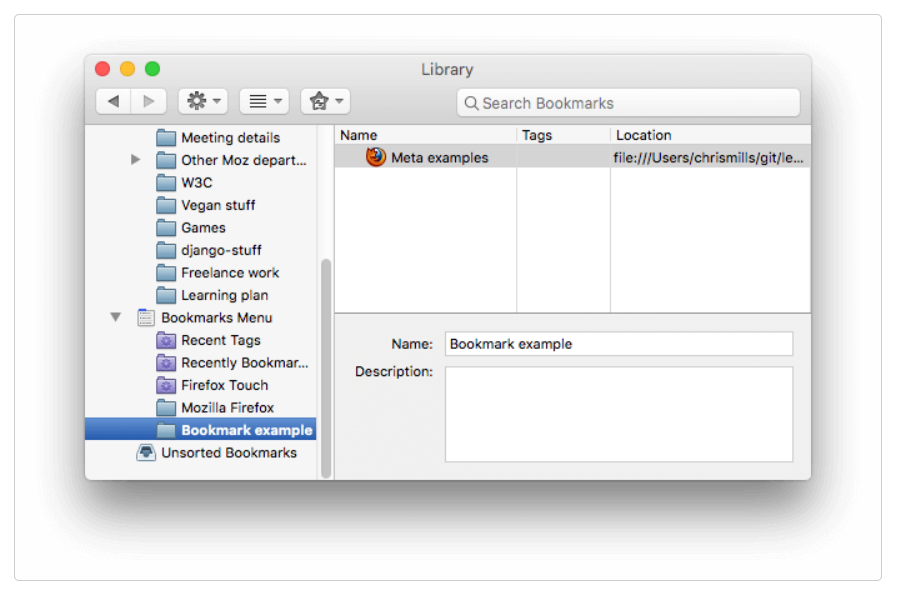 Library
Search Bookmarks
Meeting details
Other Moz depart...
W3C
Vegan stuff
Games
django-stuff
Freelance work
Learning plan
Bookmarks Menu
Recent Tags
Recently Bookmar...
Firefox Touch
Mozilla Firefox
Bookmark example
Unsorted Bookmarks
Name Tags Location
Meta examples file:///Users/chrismills/git/le...
Name: Bookmark example
Description: